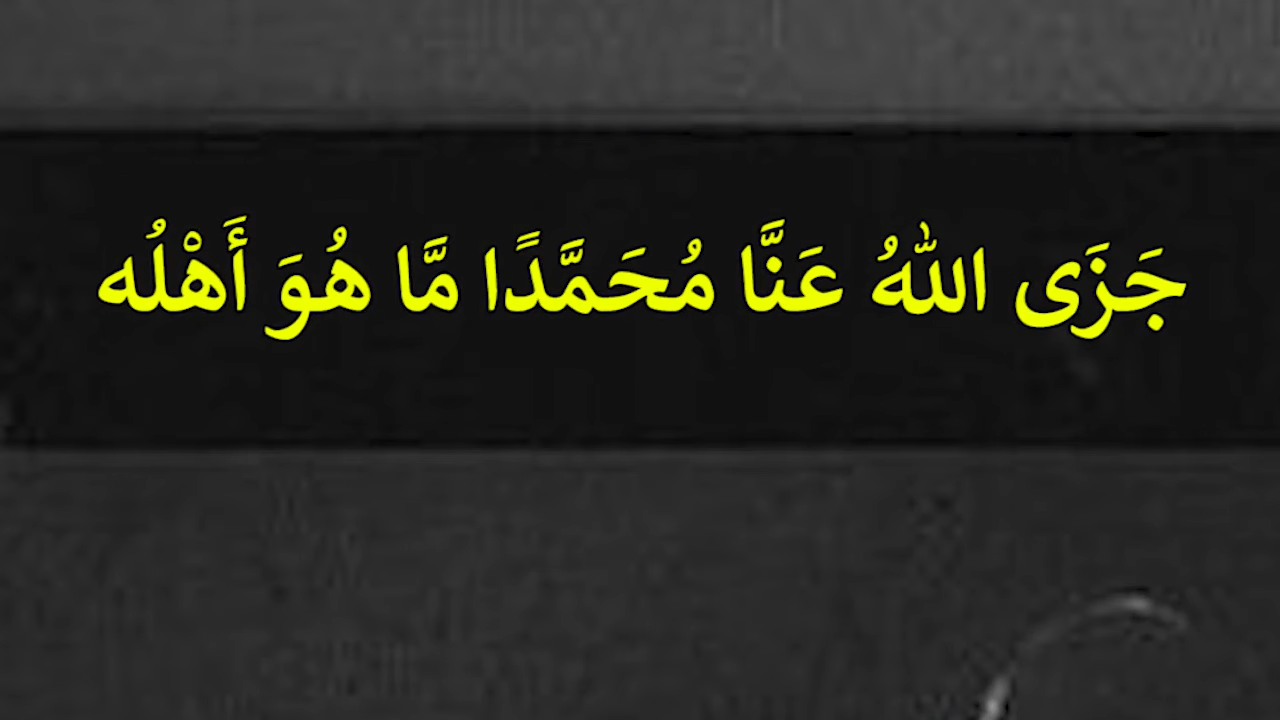 جَزَى اللهُ عَنَّا مُحَمَّدًا مَّا هُوَ أَهْلُه